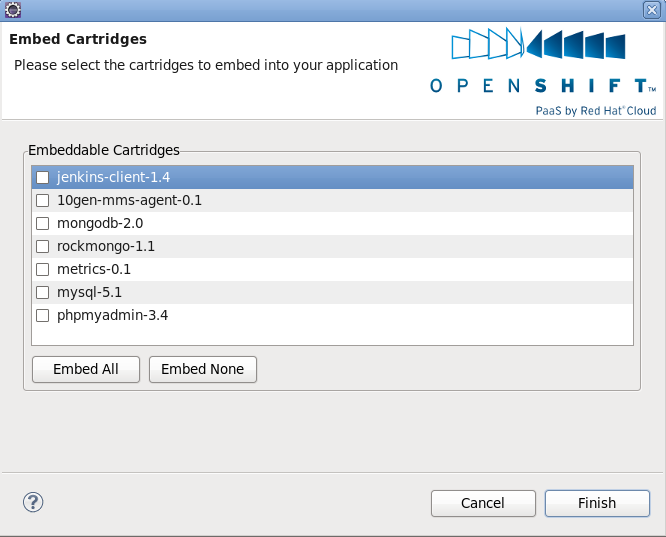 Embed Cartridges
Please select the cartridges to embed into your application
OPENSHIFT™
PaaS by Red Hat® Cloud
Embeddable Cartridges
jenkins-client-1.4
10gen-mms-agent-0.1
mongodb-2.0
rockmongo-1.1
metrics-0.1
mysql-5.1
phpmyadmin-3.4
Embed All Embed None
? Cancel Finish